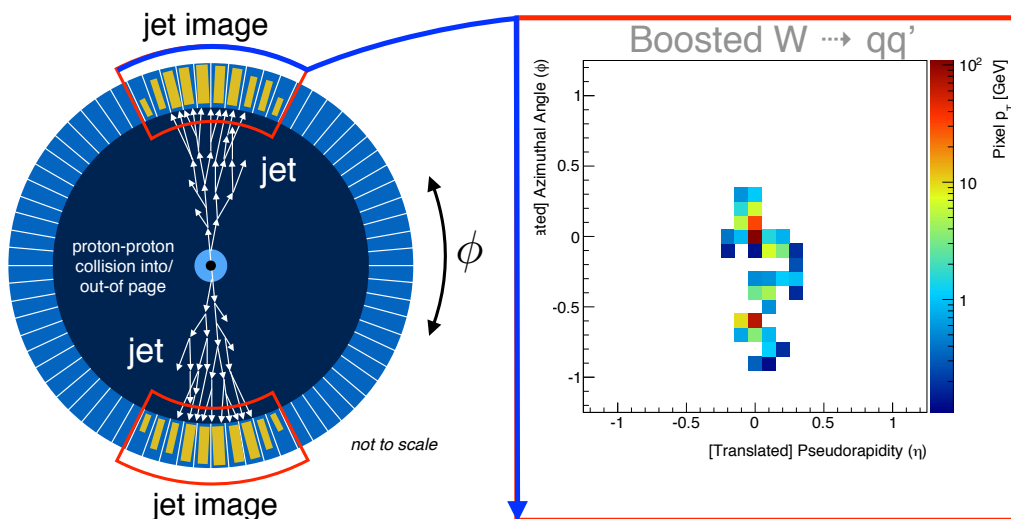 jet image
jet
proton-proton
collision into/
out-of page
ϕ
jet
not to scale
jet image
Boosted W ⇢ qq’
ated] Azimuthal Angle (ϕ)
1
0.5
0
-0.5
-1
-1
-0.5
0
0.5
1
[Translated] Pseudorapidity (η)
10²
10
1
Pixel p_T [GeV]